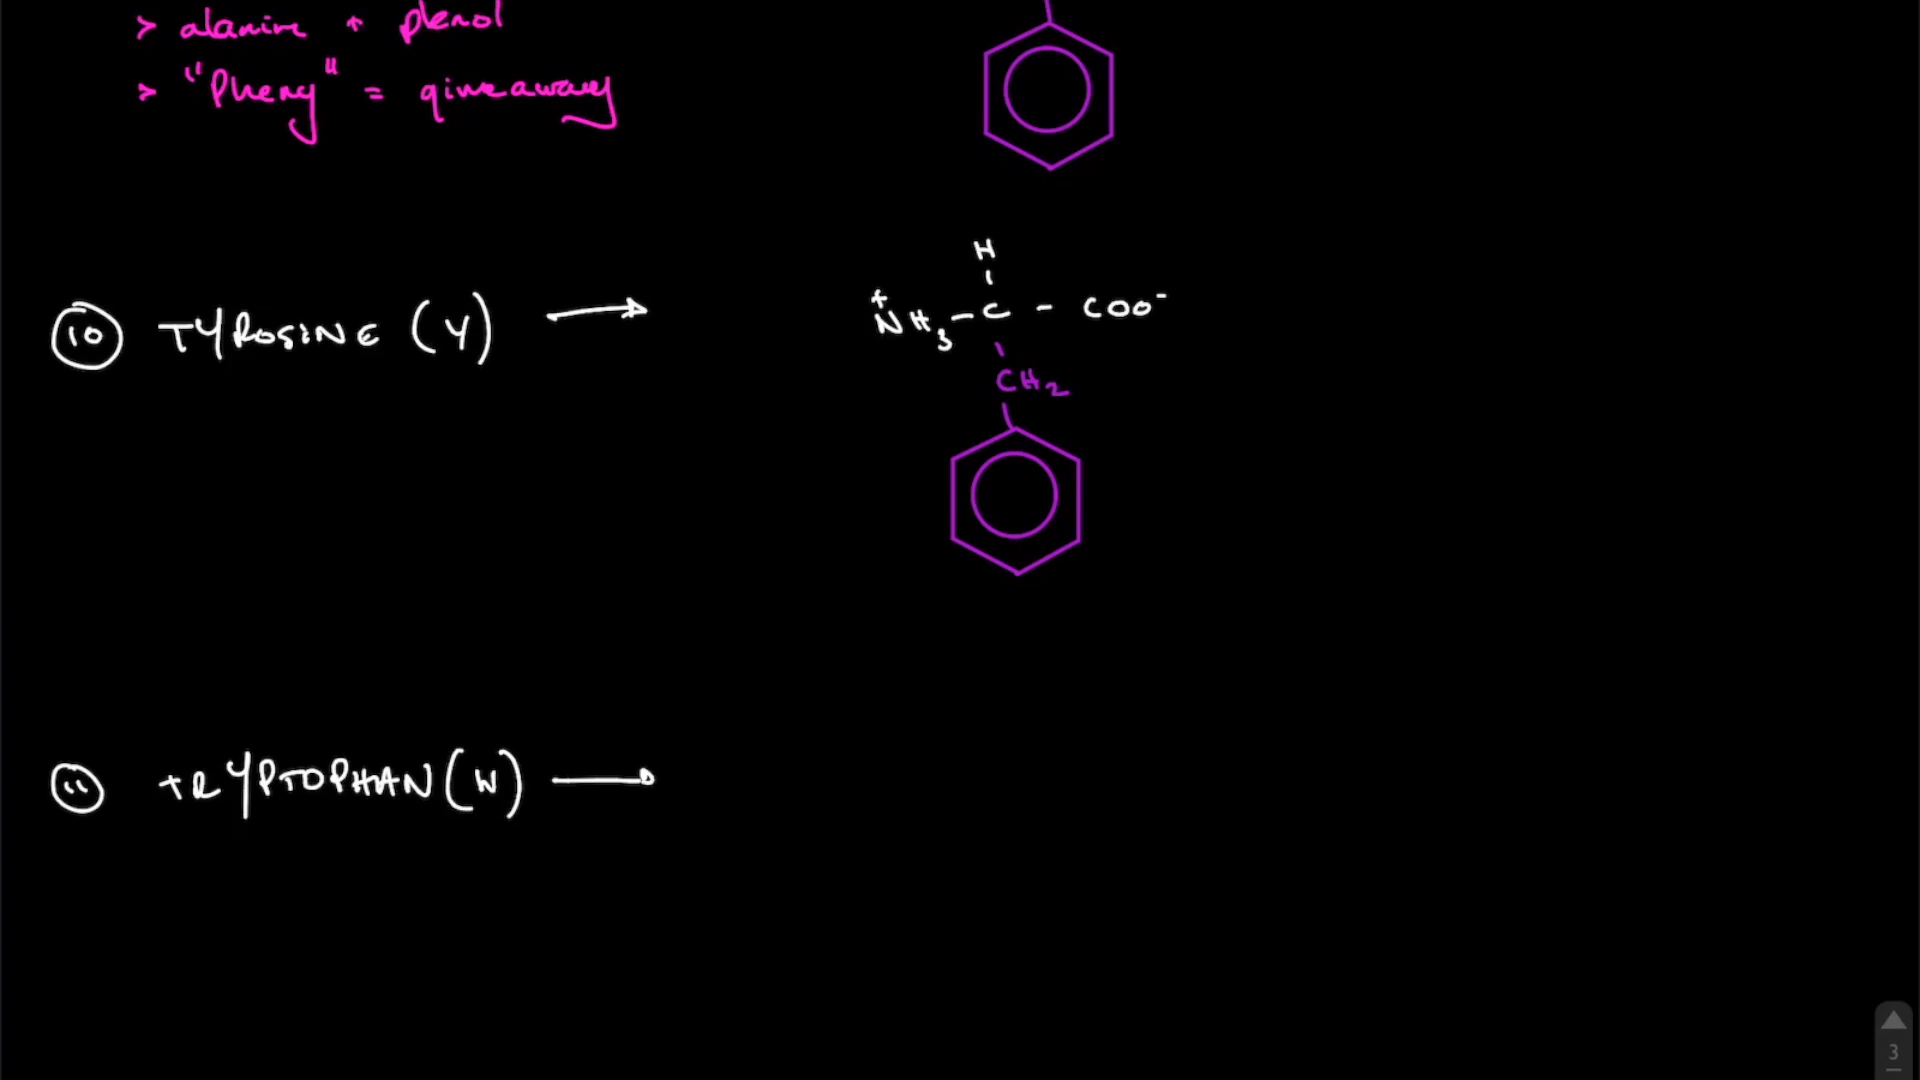 > alanine + phenol
> "Pheny" = giveaway
H
+
NH3 - C - COO-
10 TYROSINE (Y) →
CH2
11 TRYPTOPHAN (W) →
3